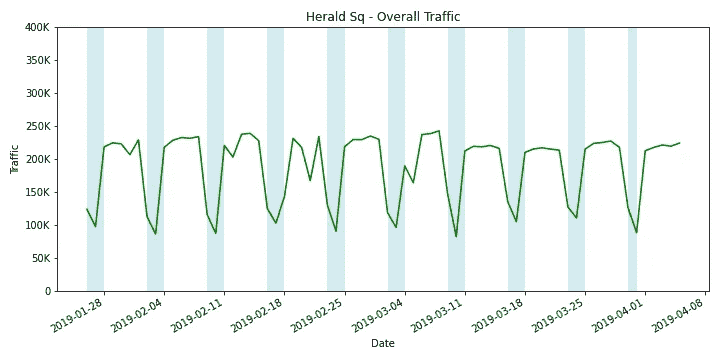 Herald Sq - Overall Traffic
400K
350K
300K
250K
200K
150K
100K
50K
0
Traffic
2019-01-28
2019-02-04
2019-02-11
2019-02-18
2019-02-25
2019-03-04
2019-03-11
2019-03-18
2019-03-25
2019-04-01
2019-04-08
Date